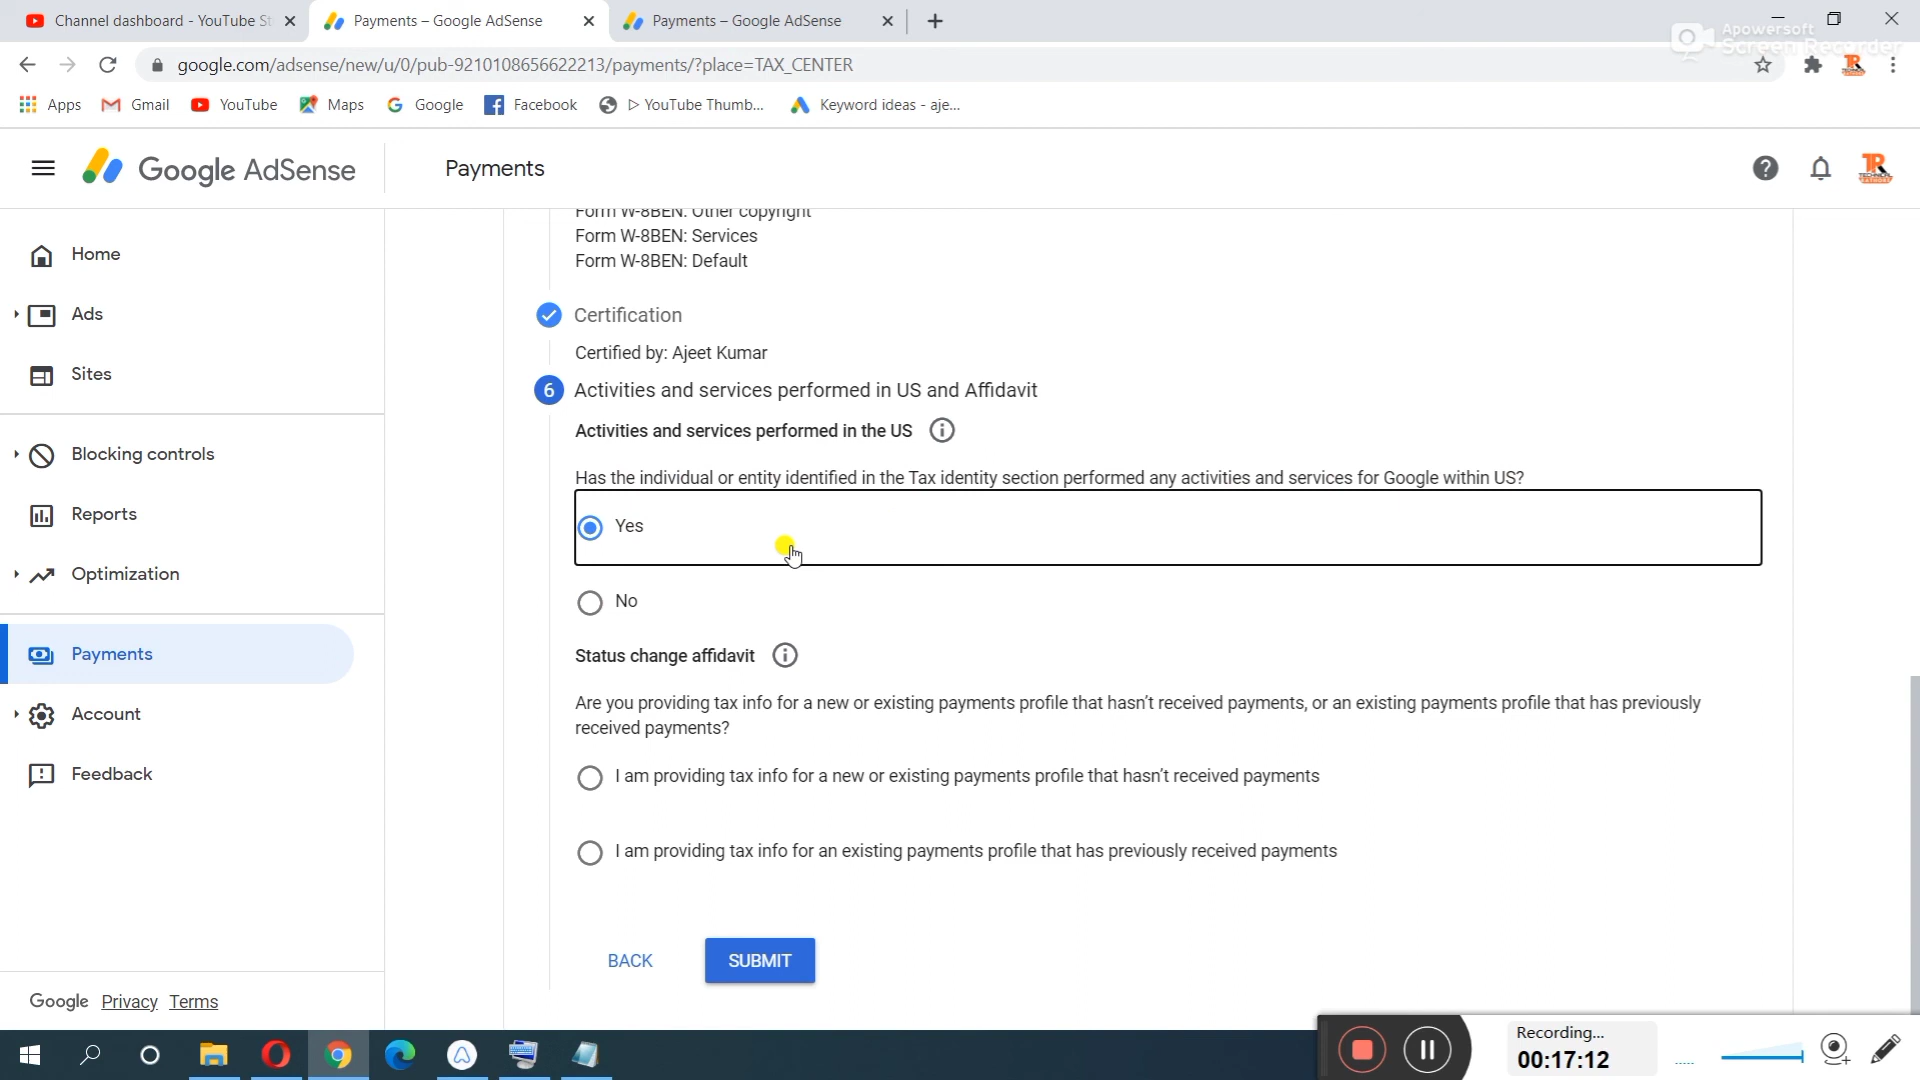 Channel dashboard - YouTube St
Payments – Google AdSense
Payments – Google AdSense
Apowersoft
Screen Recorder
google.com/adsense/new/u/0/pub-9210108656622213/payments/?place=TAX_CENTER
Apps
Gmail
YouTube
Maps
Google
Facebook
▷ YouTube Thumb...
Keyword ideas - aje...
Google AdSense
Payments
Home
Ads
Sites
Blocking controls
Reports
Optimization
Payments
Account
Feedback
Google Privacy Terms
Form W-8BEN: Other copyright
Form W-8BEN: Services
Form W-8BEN: Default
Certification
Certified by: Ajeet Kumar
6 Activities and services performed in US and Affidavit
Activities and services performed in the US
Has the individual or entity identified in the Tax identity section performed any activities and services for Google within US?
Yes
No
Status change affidavit
Are you providing tax info for a new or existing payments profile that hasn't received payments, or an existing payments profile that has previously
received payments?
I am providing tax info for a new or existing payments profile that hasn't received payments
I am providing tax info for an existing payments profile that has previously received payments
BACK
SUBMIT
Recording...
00:17:12